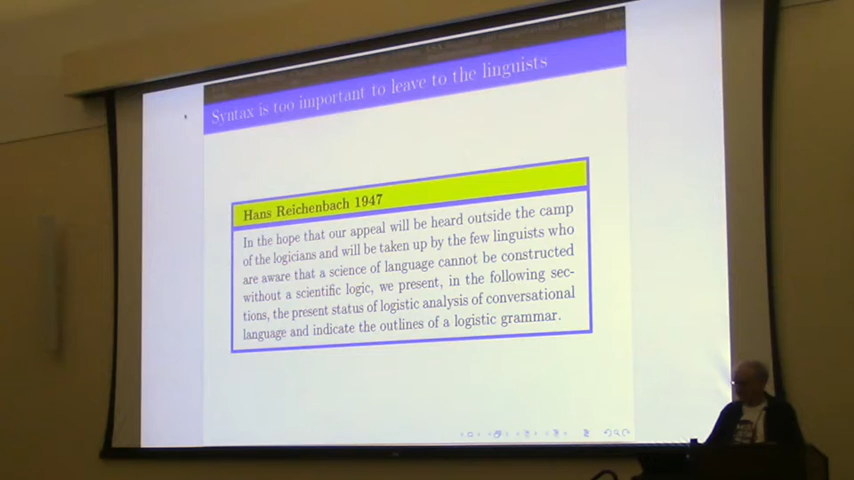 Syntax is too important to leave to the linguists
Hans Reichenbach 1947
In the hope that our appeal will be heard outside the camp
of the logicians and will be taken up by the few linguists who
are aware that a science of language cannot be constructed
without a scientific logic, we present, in the following sec-
tions, the present status of logistic analysis of conversational
language and indicate the outlines of a logistic grammar.